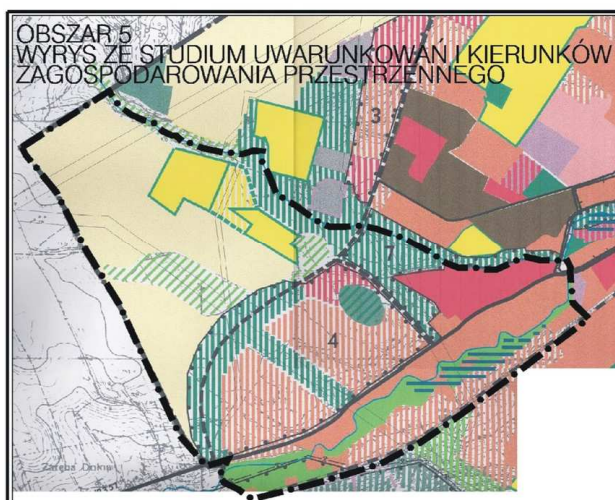 OBSZAR 5
WYRYS ZE STUDIUM UWARUNKOWAŃ I KIERUNKÓW
ZAGOSPODAROWANIA PRZESTRZENNEGO
3
7
4